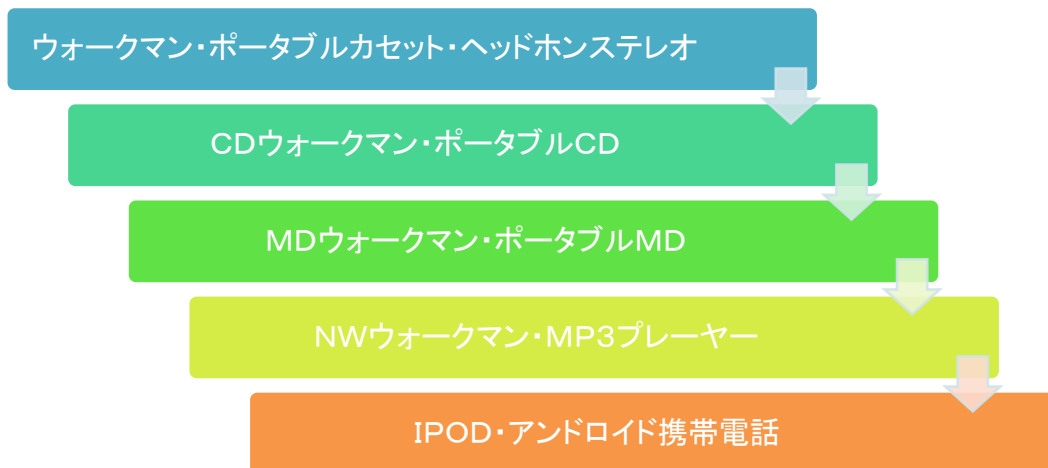 ウォークマン・ポータブルカセット・ヘッドホンステレオ
CDウォークマン・ポータブルCD
MDウォークマン・ポータブルMD
NWウォークマン・MP3プレーヤー
IPOD・アンドロイド携帯電話